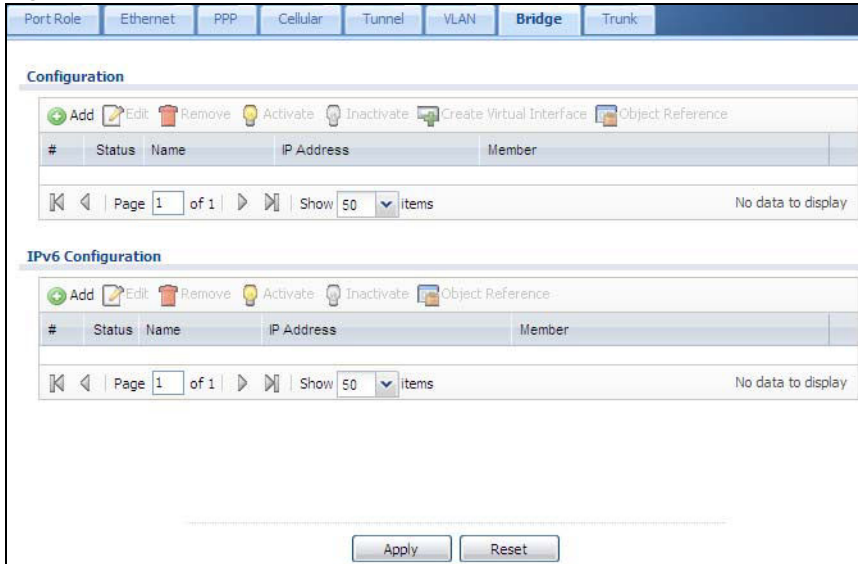 Port Role Ethernet PPP Cellular Tunnel VLAN Bridge Trunk
Configuration
Add Edit Remove Activate Inactivate Create Virtual Interface Object Reference
# Status Name IP Address Member
Page 1 of 1 Show 50 items No data to display
IPv6 Configuration
Add Edit Remove Activate Inactivate Object Reference
# Status Name IP Address Member
Page 1 of 1 Show 50 items No data to display
Apply Reset